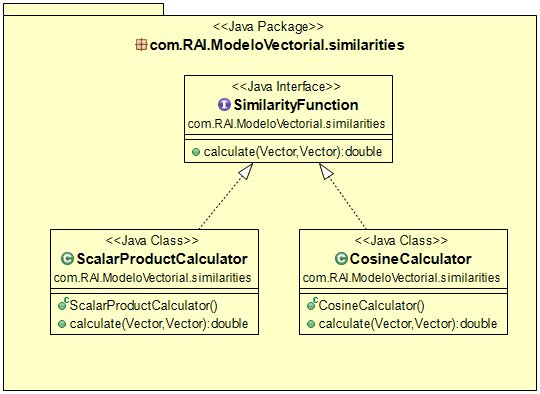 <<Java Package>>
com.RAI.ModeloVectorial.similarities
<<Java Interface>>
SimilarityFunction
com.RAI.ModeloVectorial.similarities
calculate(Vector,Vector):double
<<Java Class>>
ScalarProductCalculator
com.RAI.ModeloVectorial.similarities
ScalarProductCalculator()
calculate(Vector,Vector):double
<<Java Class>>
CosineCalculator
com.RAI.ModeloVectorial.similarities
CosineCalculator()
calculate(Vector,Vector):double